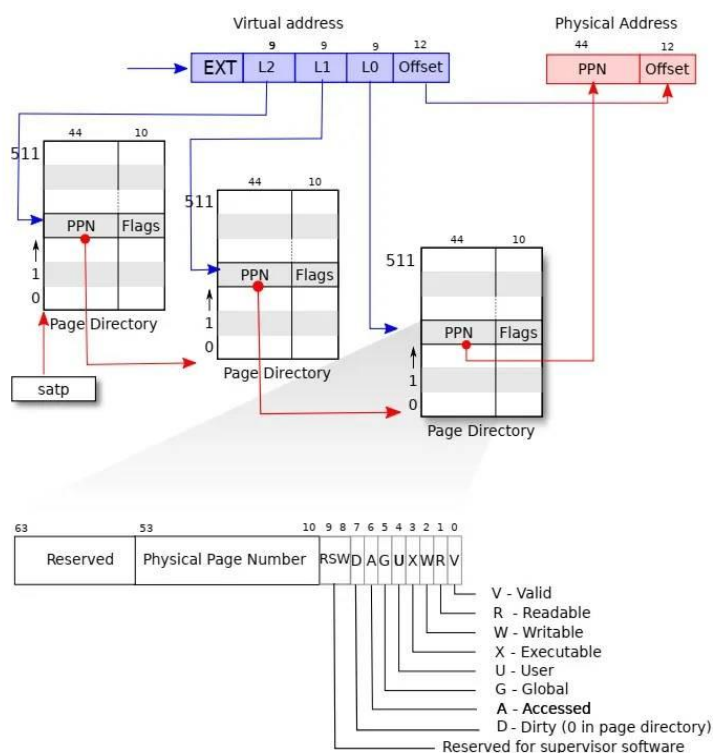 Virtual address
Physical Address
9 9 9 12
44 12
EXT L2 L1 L0 Offset
PPN Offset
44 10
511
PPN Flags
1
0
Page Directory
satp
44 10
511
PPN Flags
1
0
Page Directory
44 10
511
PPN Flags
1
0
Page Directory
63 53 10 9 8 7 6 5 4 3 2 1 0
Reserved Physical Page Number RSW D A G U X W R V
V - Valid
R - Readable
W - Writable
X - Executable
U - User
G - Global
A - Accessed
D - Dirty (0 in page directory)
Reserved for supervisor software